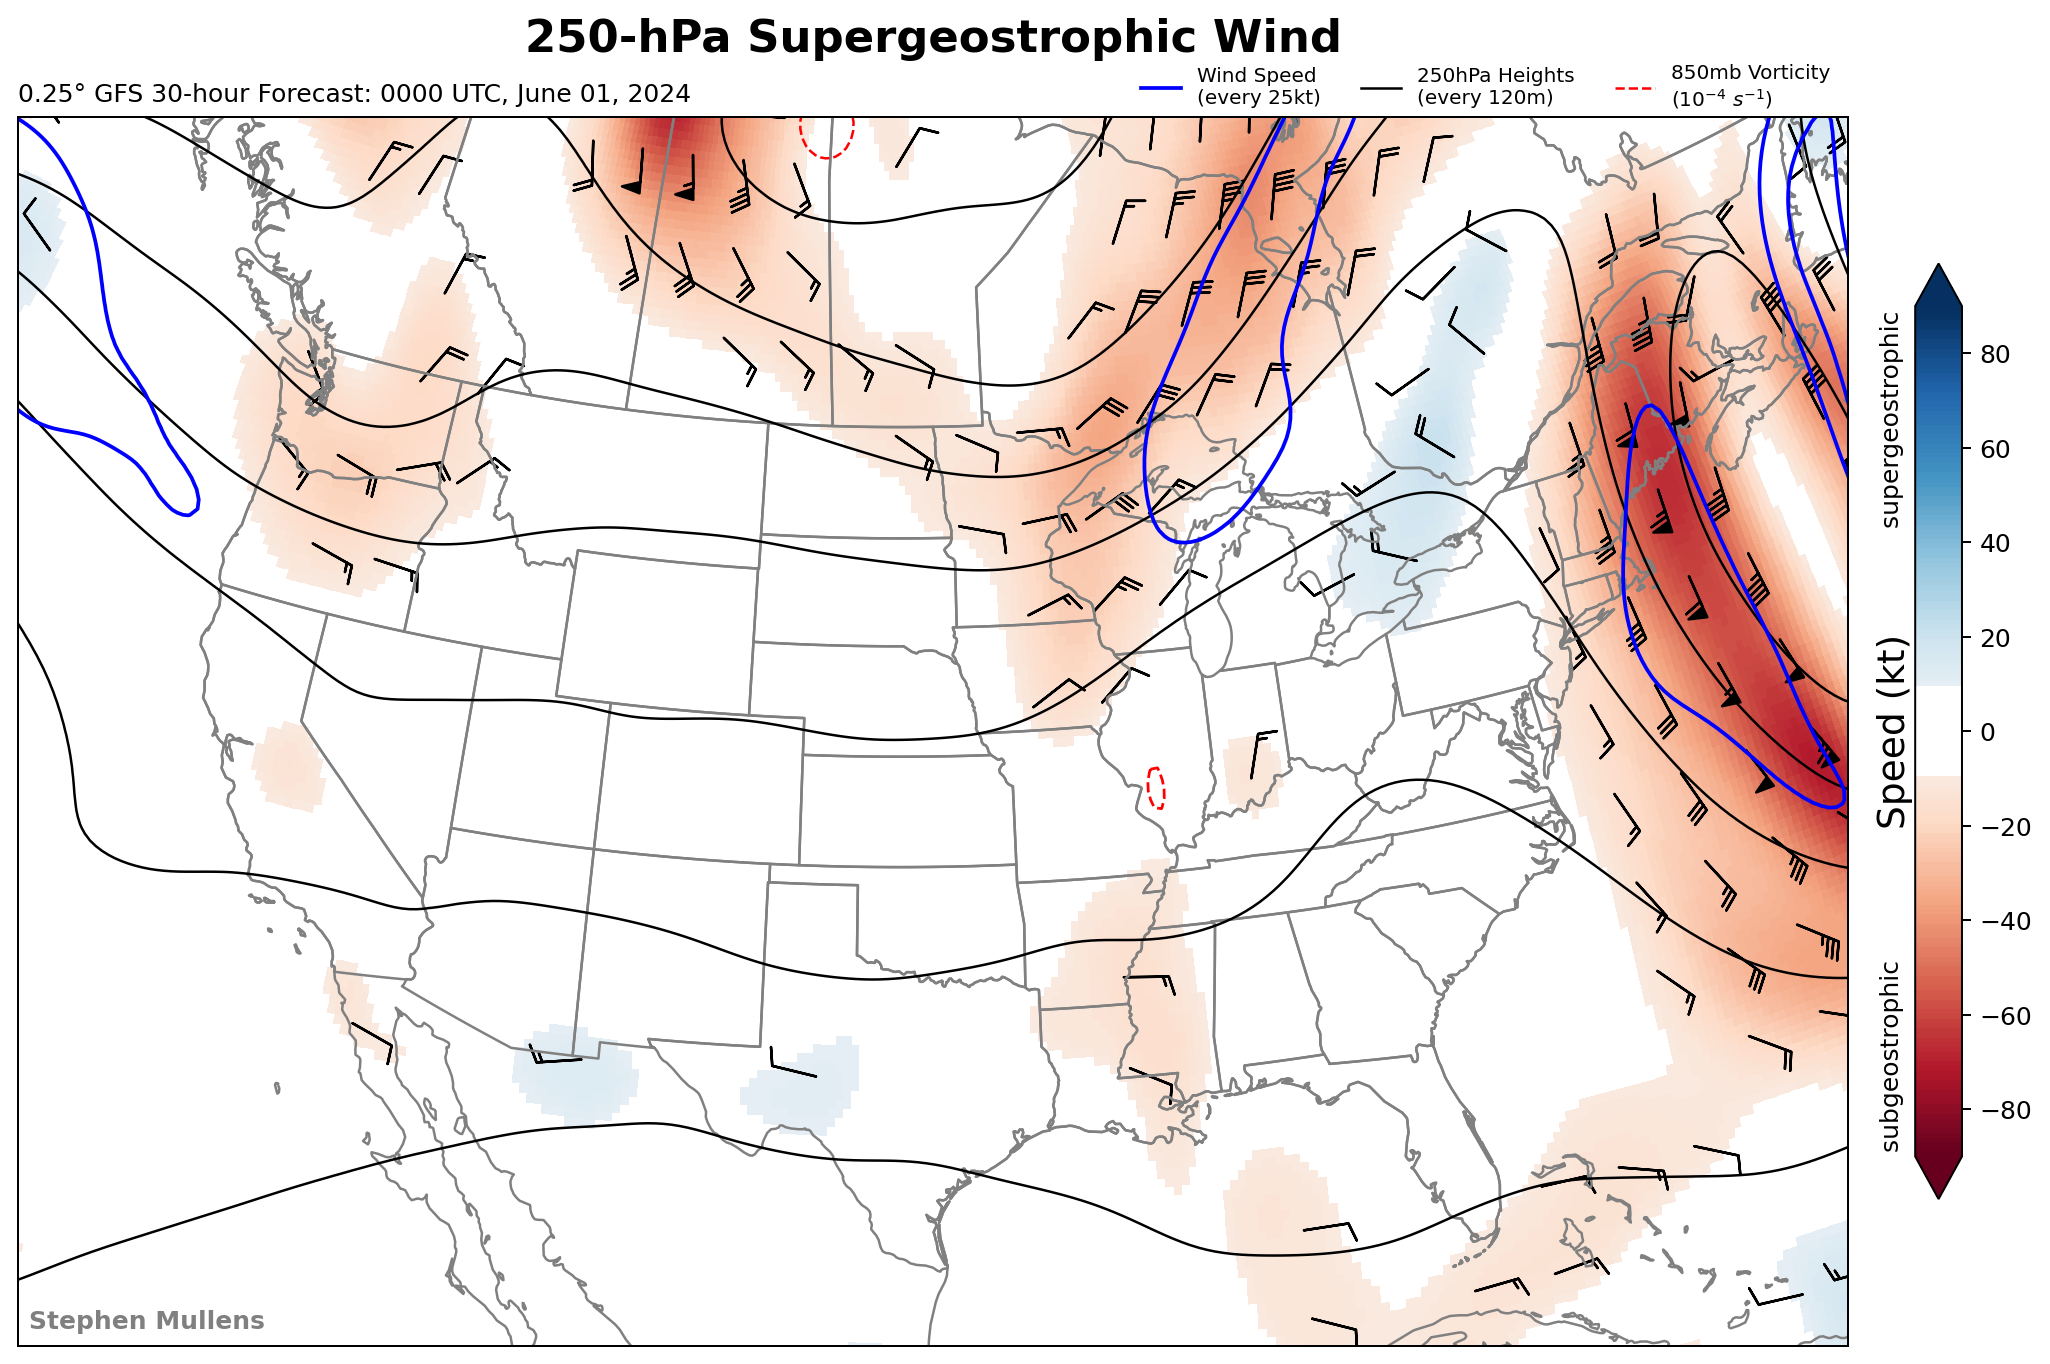 250-hPa Supergeostrophic Wind
0.25° GFS 30-hour Forecast: 0000 UTC, June 01, 2024
Wind Speed
(every 25kt)
250hPa Heights
(every 120m)
850mb Vorticity
(10⁻⁴ s⁻¹)
supergeostrophic
Speed (kt)
subgeostrophic
80
60
40
20
0
−20
−40
−60
−80
Stephen Mullens